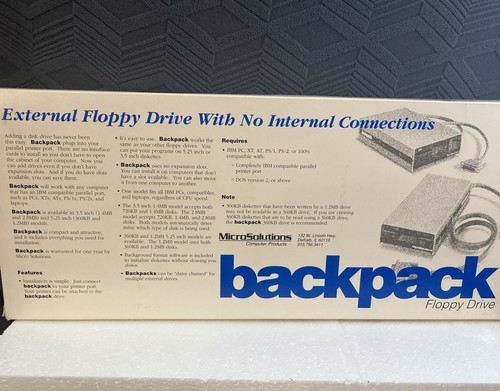 External Floppy Drive With No Internal Connections
Adding a disk drive has never been
this easy. Backpack plugs into your
parallel printer port. There are no interface
cards to install so you don't have to open
the cabinet of your computer. Now you
can add drives even if you don't have
expansion slots. And if you do have slots
available, you can save them.
Backpack will work with any computer
that has an IBM compatible parallel port,
such as PCs, XTs, ATs, PS/1s, PS/2s, and
laptops.
Backpack is available in 3.5 inch (1.4MB
and 2.8MB) and 5.25 inch (360KB and
1.2MB) models.
Backpack is compact and attractive,
and it includes everything you need for
installation.
Backpack is warranted for one year by
Micro Solutions.
Features
• Installation is simple. Just connect
backpack to your printer port.
Your printer can be attached to the
backpack drive.
• It's easy to use. Backpack works the
same as your other floppy drives. You
can put your programs on 5.25 inch or
3.5 inch diskettes.
• Backpack uses no expansion slots.
You can install it on computers that don't
have a slot available. You can also move
it from one computer to another.
• One model fits all IBM PCs, compatibles,
and laptops, regardless of CPU speed.
• The 3.5 inch 1.4MB model accepts both
720KB and 1.4MB disks. The 2.8MB
model accepts 720KB, 1.4MB, and 2.8MB
disks. Both models automatically deter-
mine which type of disk is being used.
• 360KB and 1.2MB 5.25 inch models are
available. The 1.2MB model uses both
360KB and 1.2MB disks.
• Background format software is included
to initialize diskettes without slowing you
down.
• Backpacks can be "daisy chained" for
multiple external drives.
Requires
IBM PC, XT, AT, PS/1, PS/2, or 100%
compatible with:
- Completely IBM compatible parallel
printer port
- DOS version 2, or above
Note
• 360KB diskettes that have been written by a 1.2MB drive
may not be readable in a 360KB drive. If you are creating
360KB diskettes that are to be read using a 360KB drive,
the backpack 360KB drive is recommended.
MicroSolutions
Computer Products
132 W. Lincoln Hwy.
DeKalb, IL 60115
815.756.3411
backpack
Floppy Drive